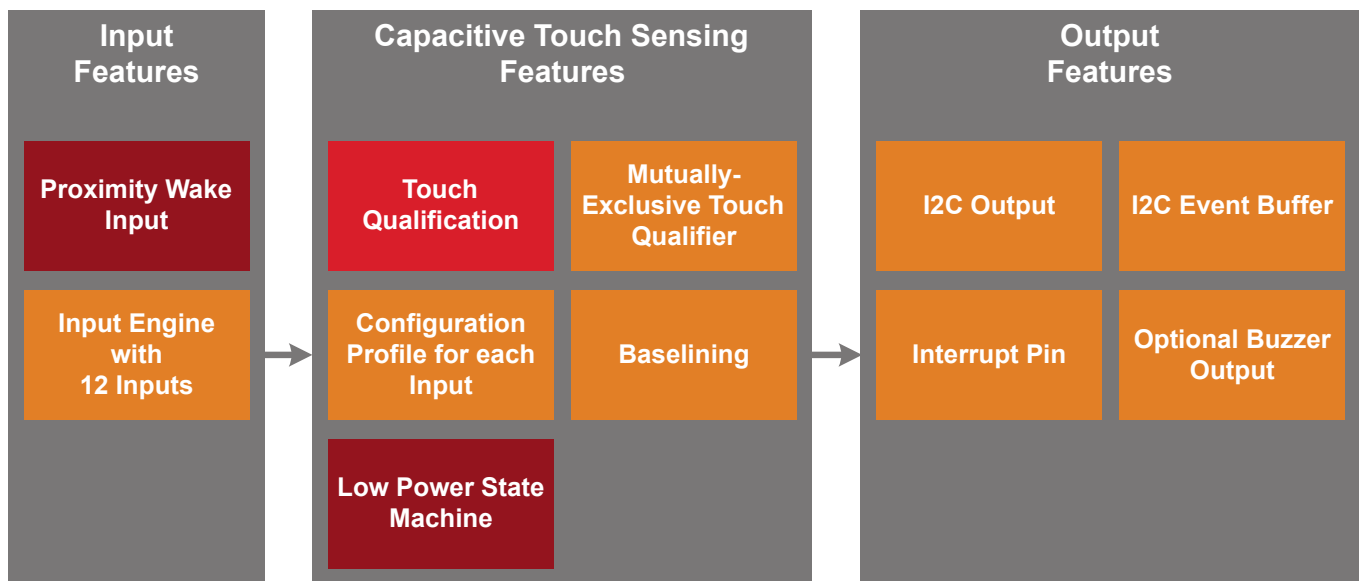 Input
Features
Proximity Wake
Input
Input Engine
with
12 Inputs
Capacitive Touch Sensing
Features
Touch
Qualification
Mutually-
Exclusive Touch
Qualifier
Configuration
Profile for each
Input
Baselining
Low Power State
Machine
Output
Features
I2C Output
I2C Event Buffer
Interrupt Pin
Optional Buzzer
Output